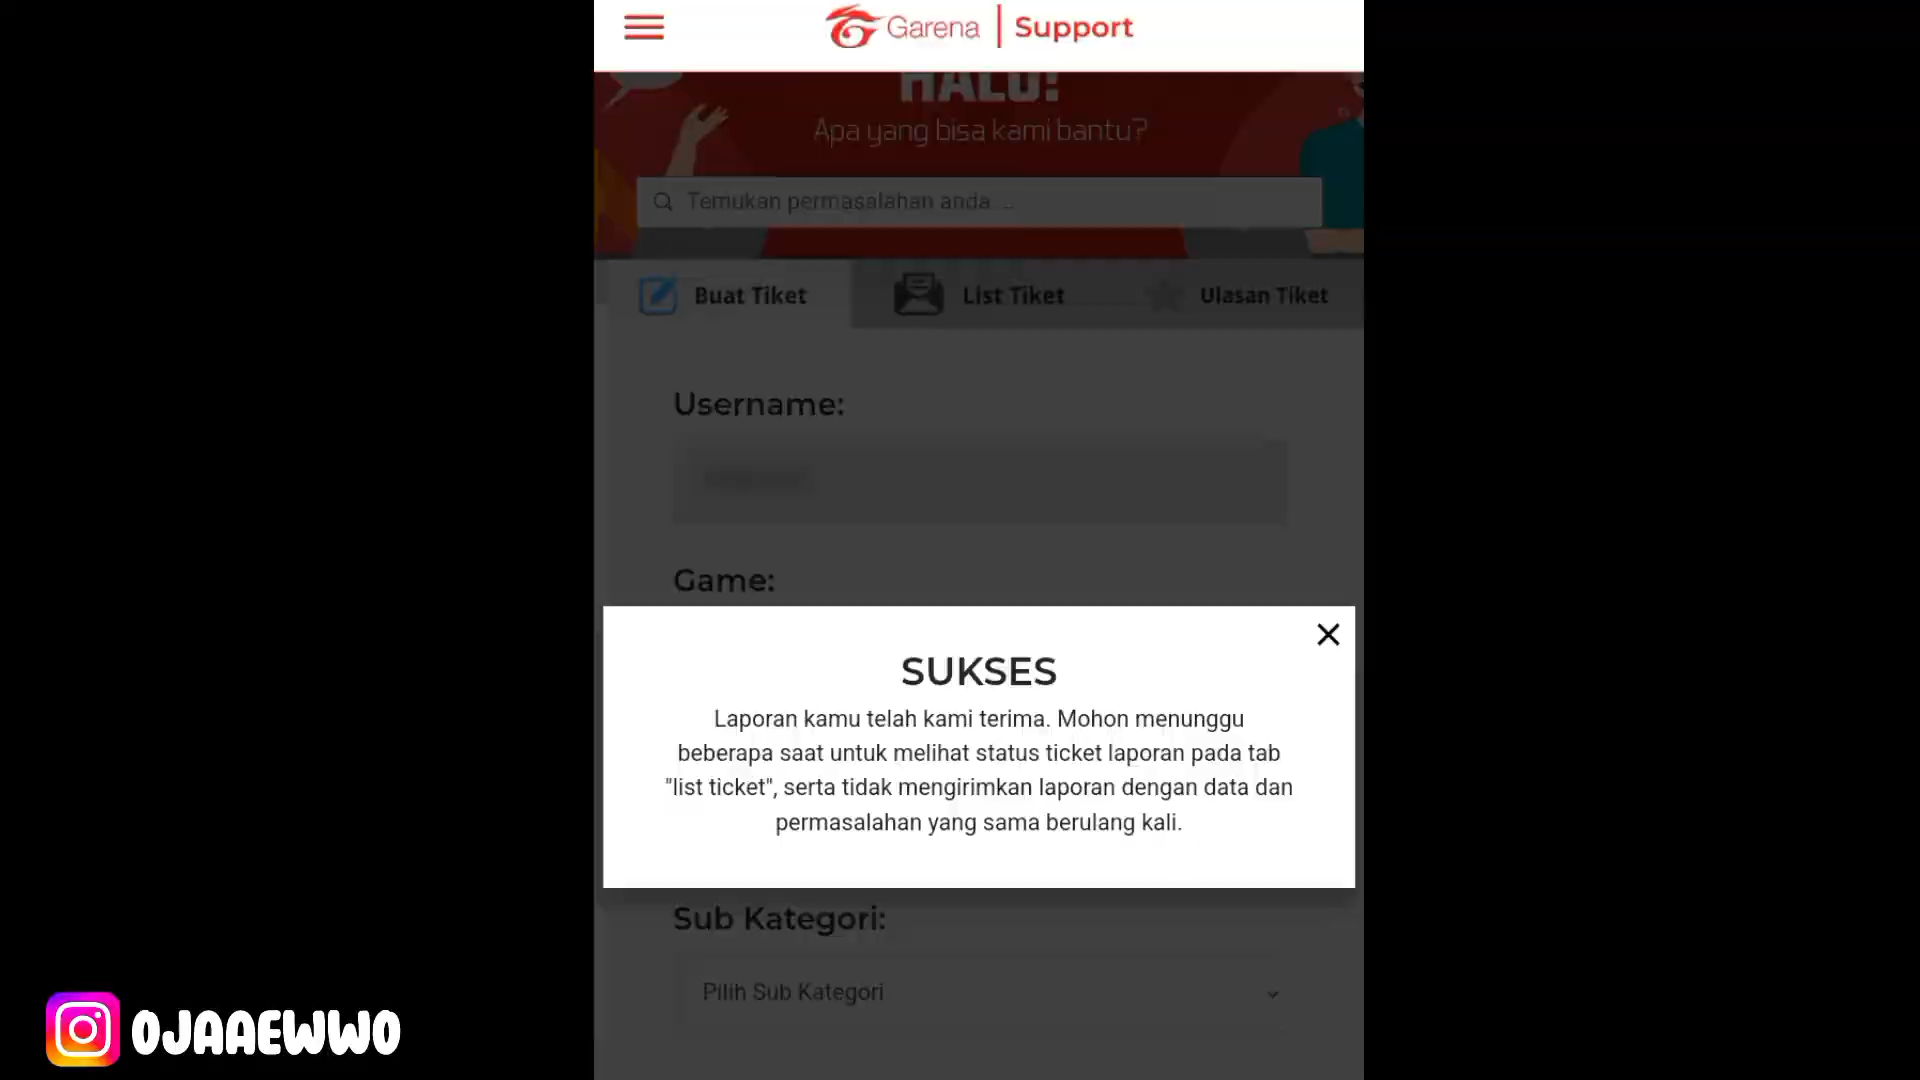 Garena | Support
HALO!
Apa yang bisa kami bantu?
Temukan permasalahan anda ...
Buat Tiket
List Tiket
Ulasan Tiket
Username:
Game:
SUKSES
Laporan kamu telah kami terima. Mohon menunggu
beberapa saat untuk melihat status ticket laporan pada tab
"list ticket", serta tidak mengirimkan laporan dengan data dan
permasalahan yang sama berulang kali.
Sub Kategori:
Pilih Sub Kategori
OJAAEWWO